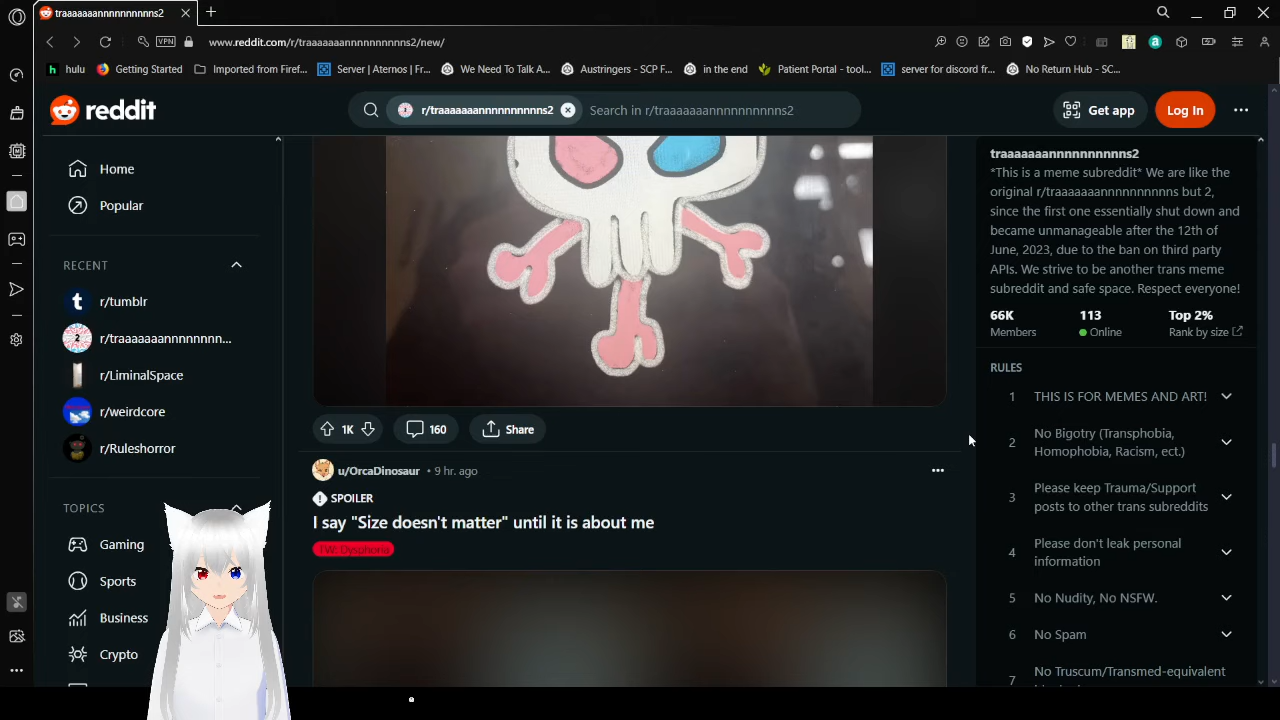 traaaaaaannnnnnnnnns2
www.reddit.com/r/traaaaaaannnnnnnnnns2/new/
VPN
hulu
Getting Started
Imported from Firef...
Server | Aternos | Fr...
We Need To Talk A...
Austringers - SCP F...
in the end
Patient Portal - tool...
server for discord fr...
No Return Hub - SC...
reddit
r/traaaaaaannnnnnnnnns2
Search in r/traaaaaaannnnnnnnnns2
Get app
Log In
Home
Popular
RECENT
r/tumblr
r/traaaaaaannnnnnn...
r/LiminalSpace
r/weirdcore
r/Ruleshorror
TOPICS
Gaming
Sports
Business
Crypto
1K
160
Share
u/OrcaDinosaur • 9 hr. ago
SPOILER
I say "Size doesn't matter" until it is about me
TW: Dysphoria
traaaaaaannnnnnnnnns2
*This is a meme subreddit* We are like the
original r/traaaaaaannnnnnnnnns but 2,
since the first one essentially shut down and
became unmanageable after the 12th of
June, 2023, due to the ban on third party
APIs. We strive to be another trans meme
subreddit and safe space. Respect everyone!
66K
Members
113
Online
Top 2%
Rank by size
RULES
1 THIS IS FOR MEMES AND ART!
2 No Bigotry (Transphobia,
Homophobia, Racism, ect.)
3 Please keep Trauma/Support
posts to other trans subreddits
4 Please don't leak personal
information
5 No Nudity, No NSFW.
6 No Spam
7 No Truscum/Transmed-equivalent